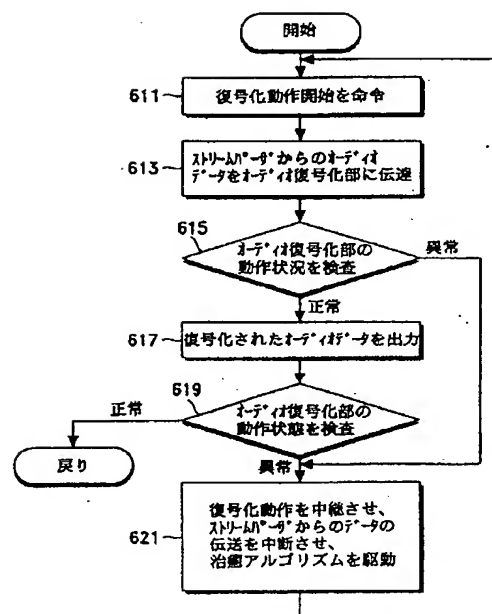 開始
611
復号化動作開始を命令
613
ストリームパーザからのオーディオ
データをオーディオ復号化部に伝達
615
オーディオ復号化部の
動作状況を検査
異常
正常
617
復号化されたオーディオデータを出力
619
正常
オーディオ復号化部の
動作状態を検査
戻り
異常
621
復号化動作を中継させ、
ストリームパーザからのデータの
伝送を中断させ、
治癒アルゴリズムを駆動